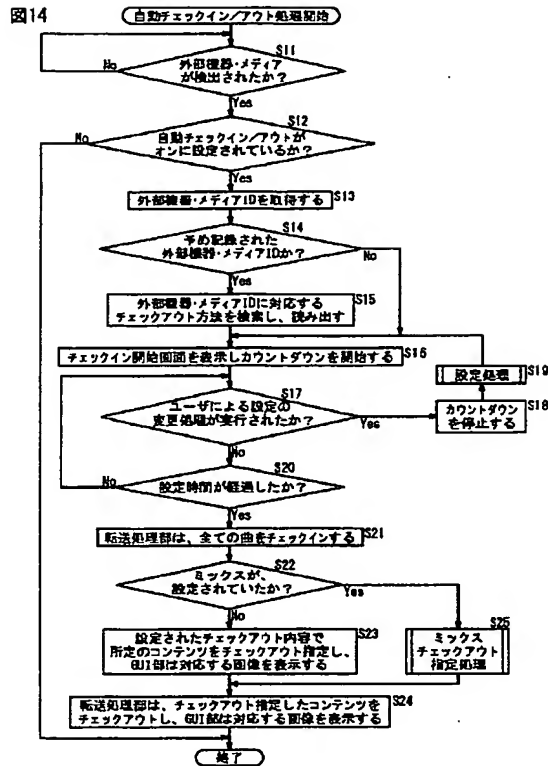 図14
自動チェックイン/アウト処理開始
S11
外部機器・メディア
が検出されたか?
No
Yes
S12
自動チェックイン/アウトが
オンに設定されているか?
No
Yes
外部機器・メディアIDを取得する
S13
S14
予め記録された
外部機器・メディアIDか?
No
Yes
外部機器・メディアIDに対応する
チェックアウト方法を検索し、読み出す
S15
チェックイン開始画面を表示しカウントダウンを開始する
S16
設定処理
S19
S17
ユーザによる設定の
変更処理が実行されたか?
Yes
カウントダウン
を停止する
S18
No
S20
設定時間が経過したか?
No
Yes
転送処理部は、全ての曲をチェックインする
S21
S22
ミックスが、
設定されていたか?
Yes
No
設定されたチェックアウト内容で
所定のコンテンツをチェックアウト指定し、
GUI部は対応する画像を表示する
S23
S25
ミックス
チェックアウト
指定処理
転送処理部は、チェックアウト指定したコンテンツを
チェックアウトし、GUI部は対応する画像を表示する
S24
終了